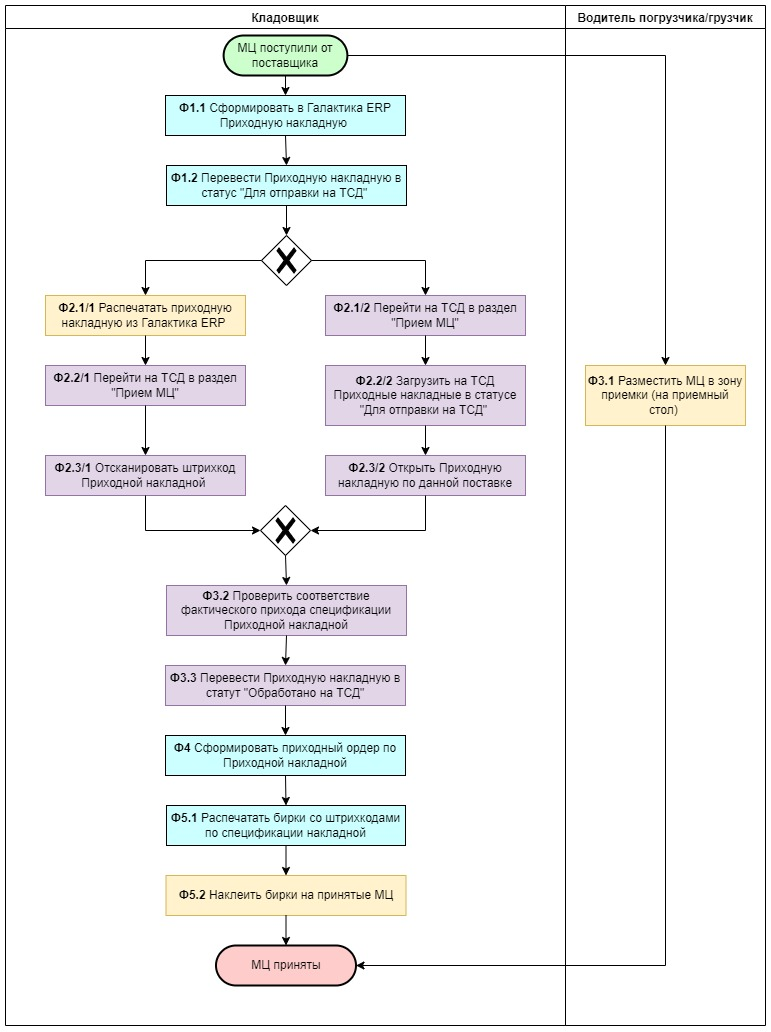 Кладовщик
Водитель погрузчика/грузчик
МЦ поступили от
поставщика
Ф1.1 Сформировать в Галактика ERP
Приходную накладную
Ф1.2 Перевести Приходную накладную в
статус "Для отправки на ТСД"
Ф2.1/1 Распечатать приходную
накладную из Галактика ERP
Ф2.1/2 Перейти на ТСД в раздел
"Прием МЦ"
Ф2.2/1 Перейти на ТСД в раздел
"Прием МЦ"
Ф2.2/2 Загрузить на ТСД
Приходные накладные в статусе
"Для отправки на ТСД"
Ф3.1 Разместить МЦ в зону
приемки (на приемный
стол)
Ф2.3/1 Отсканировать штрихкод
Приходной накладной
Ф2.3/2 Открыть Приходную
накладную по данной поставке
Ф3.2 Проверить соответствие
фактического прихода спецификации
Приходной накладной
Ф3.3 Перевести Приходную накладную в
статут "Обработано на ТСД"
Ф4 Сформировать приходный ордер по
Приходной накладной
Ф5.1 Распечатать бирки со штрихкодами
по спецификации накладной
Ф5.2 Наклеить бирки на принятые МЦ
МЦ приняты